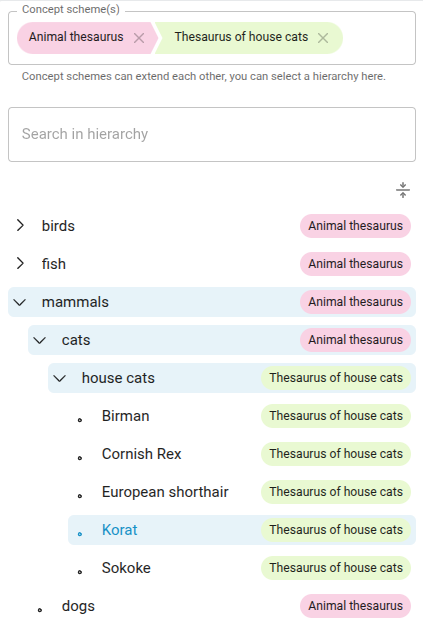 Concept scheme(s)
Animal thesaurus Thesaurus of house cats
Concept schemes can extend each other, you can select a hierarchy here.
Search in hierarchy
birds Animal thesaurus
fish Animal thesaurus
mammals Animal thesaurus
cats Animal thesaurus
house cats Thesaurus of house cats
Birman Thesaurus of house cats
Cornish Rex Thesaurus of house cats
European shorthair Thesaurus of house cats
Korat Thesaurus of house cats
Sokoke Thesaurus of house cats
dogs Animal thesaurus